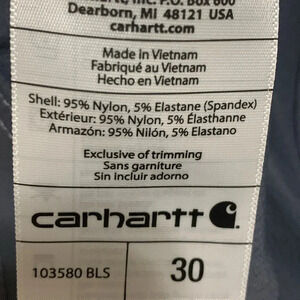 Inc. P.O. Box 600
Dearborn, MI 48121 USA
carhartt.com
Made in Vietnam
Fabriqué au Vietnam
Hecho en Vietnam
Shell: 95% Nylon, 5% Elastane (Spandex)
Extérieur: 95% Nylon, 5% Élasthanne
Armazón: 95% Nilón, 5% Elastano
Exclusive of trimming
Sans garniture
Sin incluir adorno
carhartt
103580 BLS
30